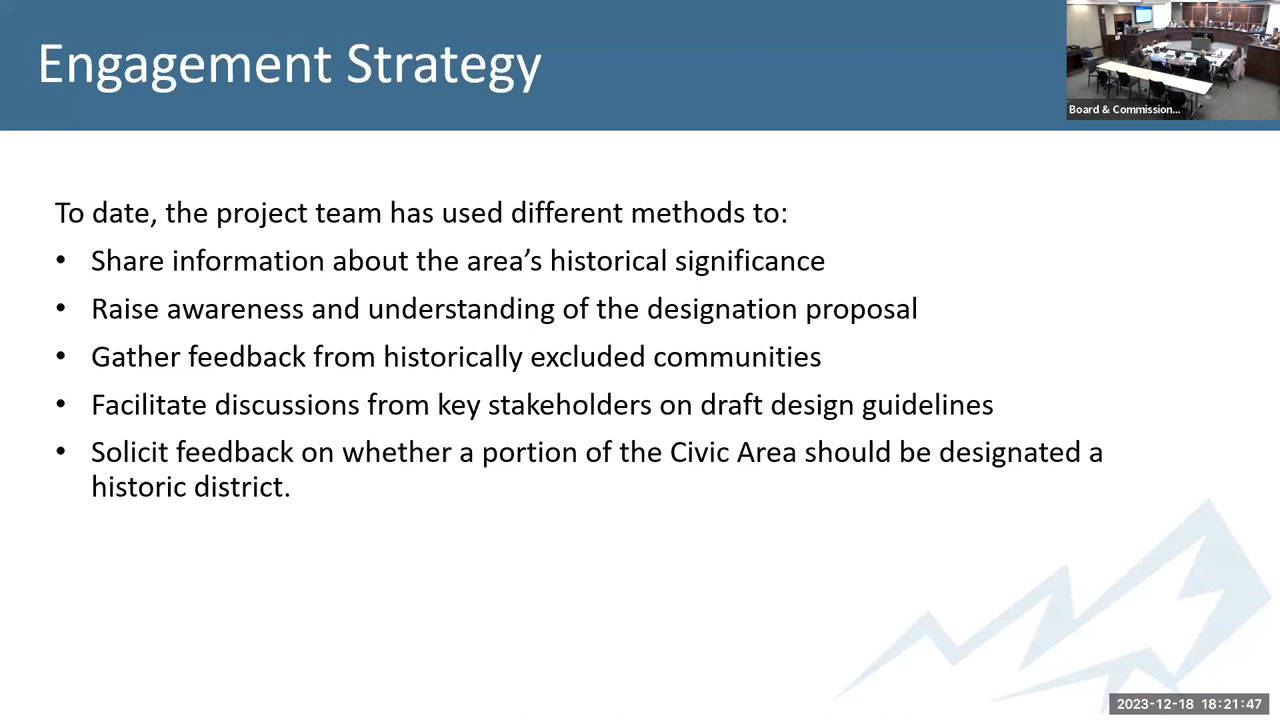 Engagement Strategy
Board & Commission...
To date, the project team has used different methods to:
• Share information about the area’s historical significance
• Raise awareness and understanding of the designation proposal
• Gather feedback from historically excluded communities
• Facilitate discussions from key stakeholders on draft design guidelines
• Solicit feedback on whether a portion of the Civic Area should be designated a
historic district.
2023-12-18 18:21:47